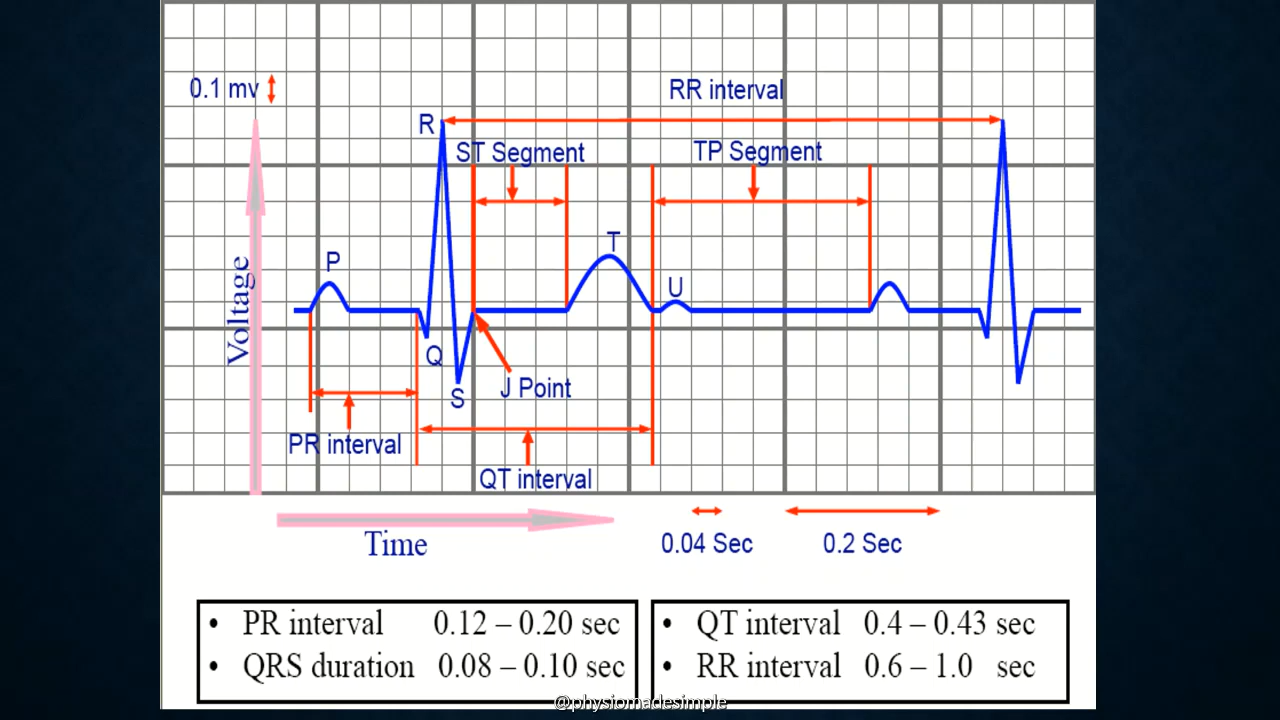 0.1 mv
RR interval
R
ST Segment
TP Segment
P
T
U
Voltage
Q
S
J Point
PR interval
QT interval
Time
0.04 Sec
0.2 Sec
• PR interval 0.12 – 0.20 sec
• QRS duration 0.08 – 0.10 sec
• QT interval 0.4 – 0.43 sec
• RR interval 0.6 – 1.0 sec
@physiomadesimple